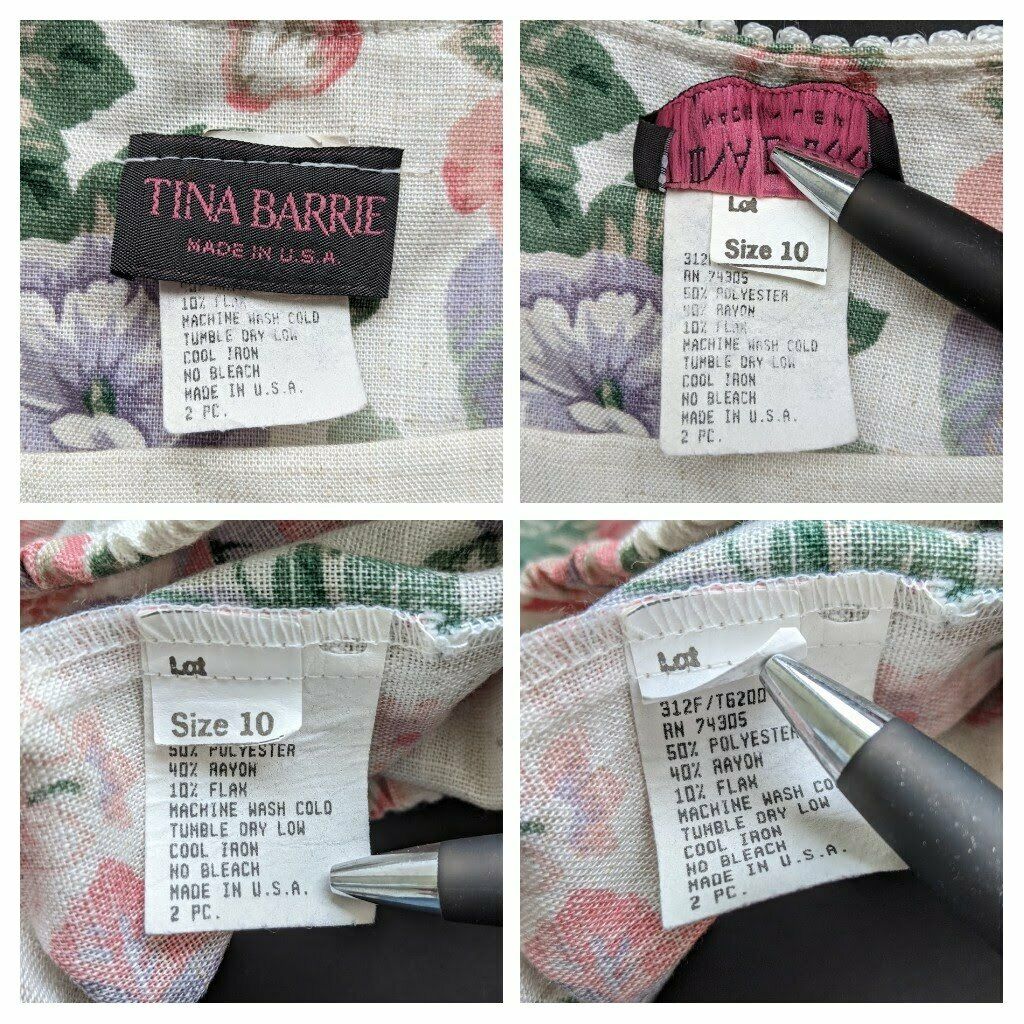 TINA BARRIE
MADE IN U.S.A.
10% FLAX
MACHINE WASH COLD
TUMBLE DRY LOW
COOL IRON
NO BLEACH
MADE IN U.S.A.
2 PC.
Lot
Size 10
312
RN 74305
50% POLYESTER
40% RAYON
10% FLAX
MACHINE WASH COLD
TUMBLE DRY LOW
COOL IRON
NO BLEACH
MADE IN U.S.A.
2 PC.
Lot
Size 10
50% POLYESTER
40% RAYON
10% FLAX
MACHINE WASH COLD
TUMBLE DRY LOW
COOL IRON
NO BLEACH
MADE IN U.S.A.
2 PC.
Lot
312F/T6200
RN 74305
50% POLYESTER
40% RAYON
10% FLAX
MACHINE WASH CO
TUMBLE DRY LOW
COOL IRON
NO BLEACH
MADE IN U.S.A.
2 PC.